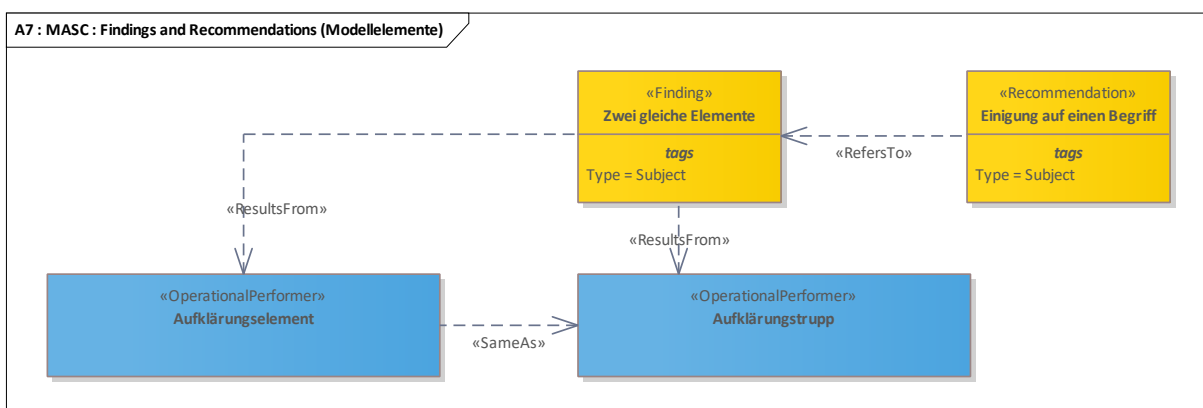 A7 : MASC : Findings and Recommendations (Modellelemente)
«Finding»
Zwei gleiche Elemente
tags
Type = Subject
«Recommendation»
Einigung auf einen Begriff
tags
Type = Subject
«RefersTo»
«ResultsFrom»
«ResultsFrom»
«OperationalPerformer»
Aufklärungselement
«OperationalPerformer»
Aufklärungstrupp
«SameAs»